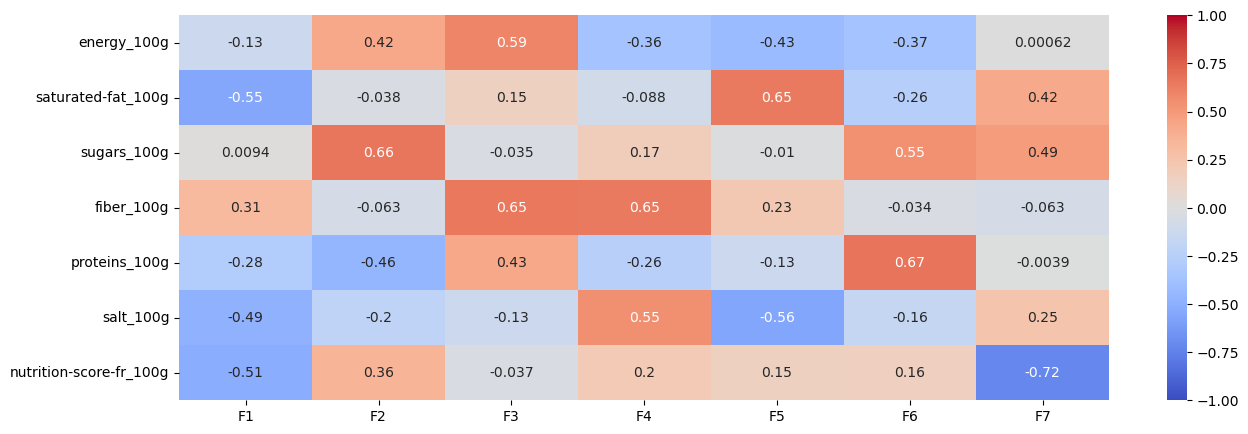 energy_100g -0.13 0.42 0.59 -0.36 -0.43 -0.37 0.00062
saturated-fat_100g -0.55 -0.038 0.15 -0.088 0.65 -0.26 0.42
sugars_100g 0.0094 0.66 -0.035 0.17 -0.01 0.55 0.49
fiber_100g 0.31 -0.063 0.65 0.65 0.23 -0.034 -0.063
proteins_100g -0.28 -0.46 0.43 -0.26 -0.13 0.67 -0.0039
salt_100g -0.49 -0.2 -0.13 0.55 -0.56 -0.16 0.25
nutrition-score-fr_100g -0.51 0.36 -0.037 0.2 0.15 0.16 -0.72
F1 F2 F3 F4 F5 F6 F7
1.00
0.75
0.50
0.25
0.00
−0.25
−0.50
−0.75
−1.00